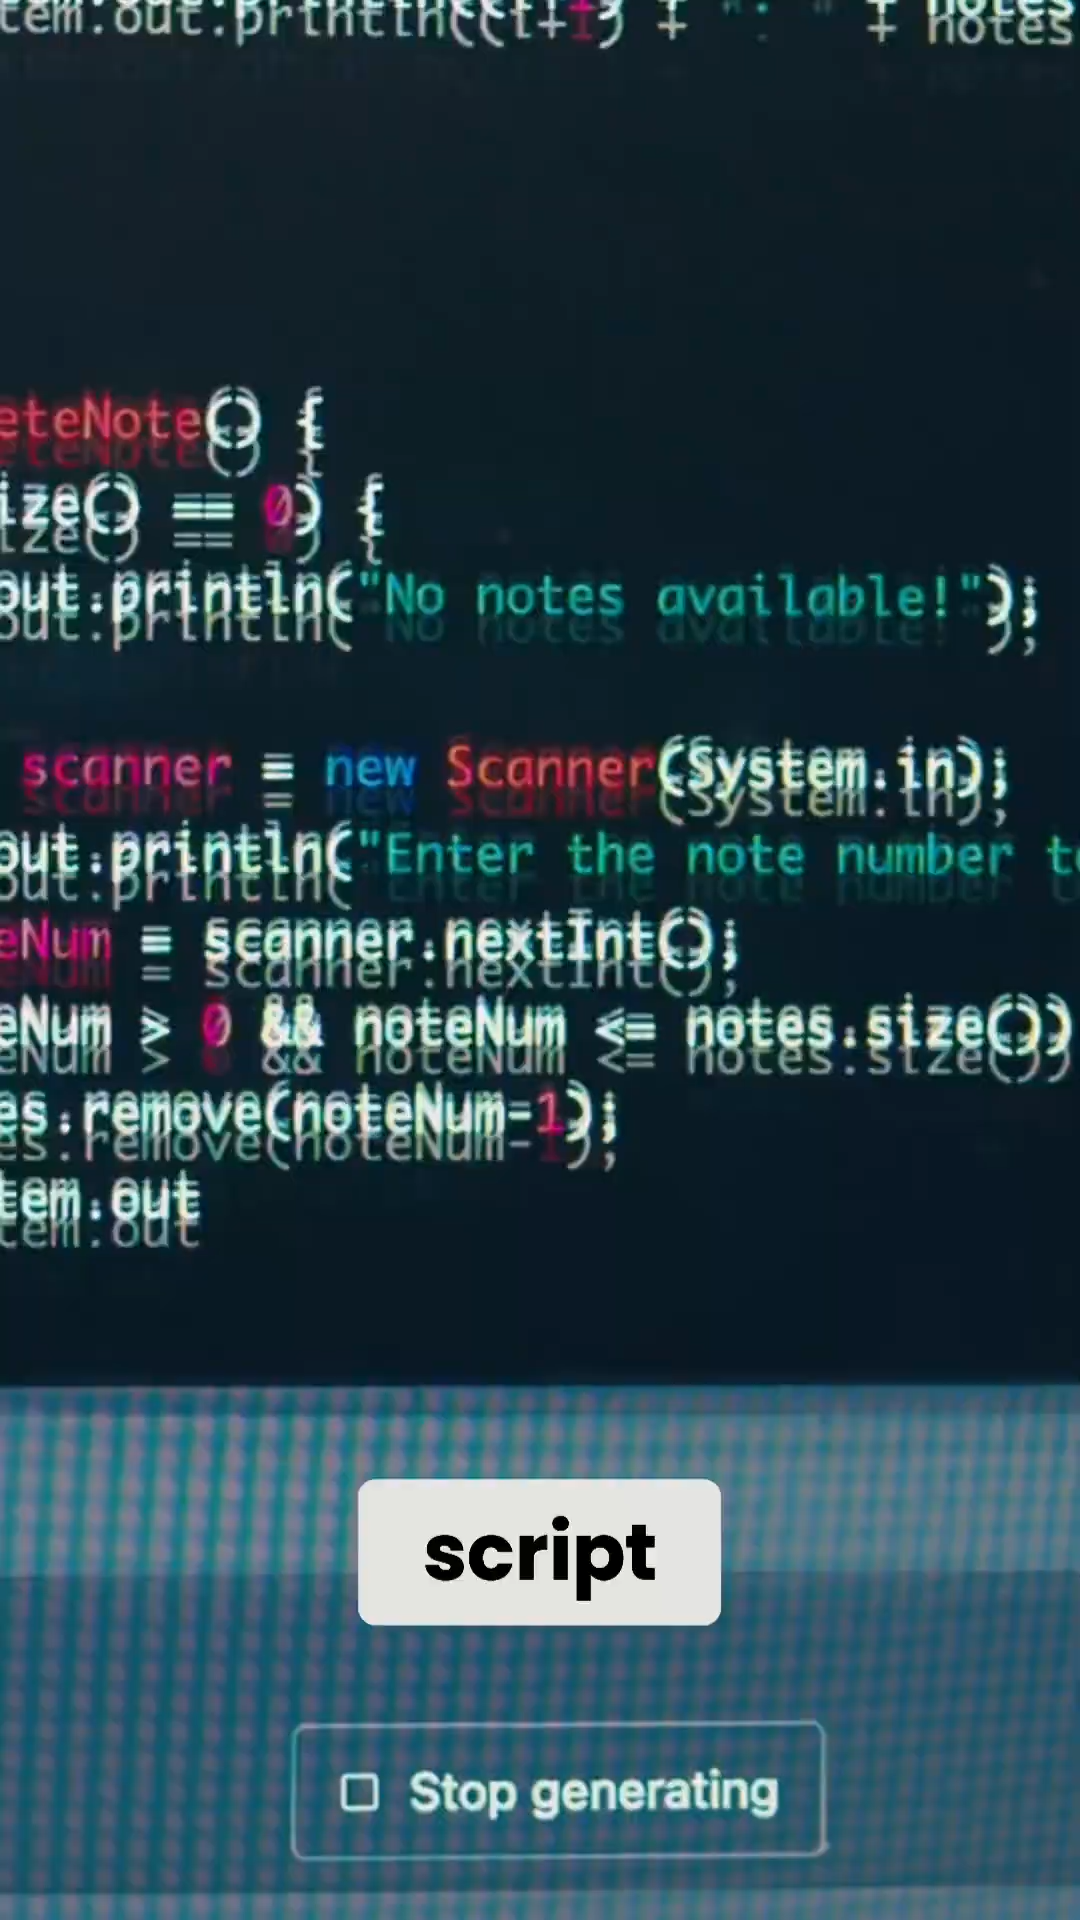 tem.out.println((i+1) + ": " + notes
eteNote() {
ize() == 0) {
out.println("No notes available!");
scanner = new Scanner(System.in);
out.println("Enter the note number to
eNum = scanner.nextInt();
eNum > 0 && noteNum <= notes.size())
es.remove(noteNum-1);
tem.out
script
Stop generating